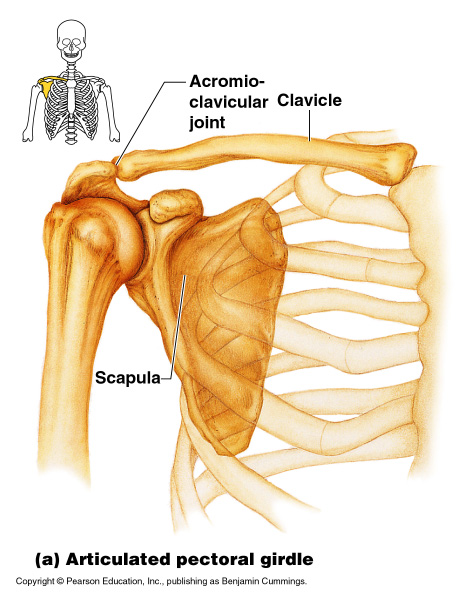 Acromio-
clavicular
joint
Clavicle
Scapula
(a) Articulated pectoral girdle
Copyright © Pearson Education, Inc., publishing as Benjamin Cummings.